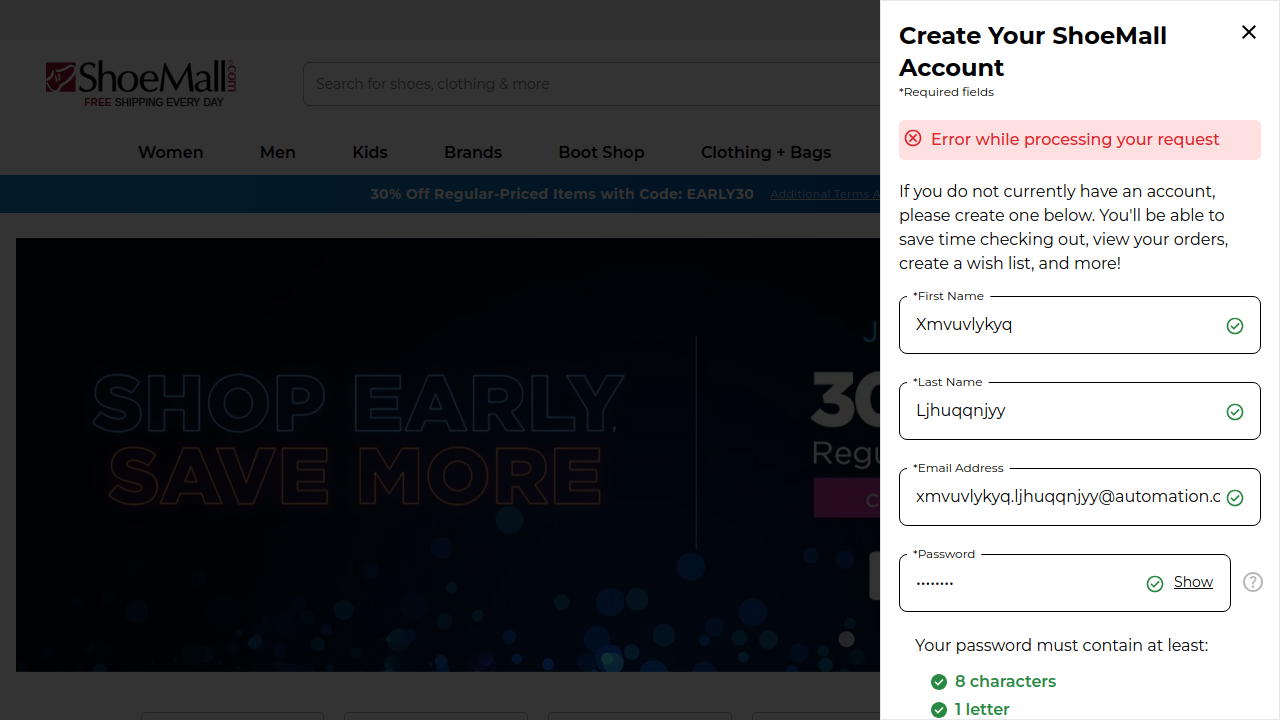 ShoeMall.com
FREE SHIPPING EVERY DAY
Search for shoes, clothing & more
Women
Men
Kids
Brands
Boot Shop
Clothing + Bags
30% Off Regular-Priced Items with Code: EARLY30
Additional Terms A
SHOP EARLY,
SAVE MORE
J
30
Regu
C
Create Your ShoeMall
Account
*Required fields
Error while processing your request
If you do not currently have an account,
please create one below. You'll be able to
save time checking out, view your orders,
create a wish list, and more!
*First Name
Xmvuvlykyq
*Last Name
Ljhuqqnjyy
*Email Address
xmvuvlykyq.ljhuqqnjyy@automation.c
*Password
••••••••
Show
?
Your password must contain at least:
8 characters
1 letter